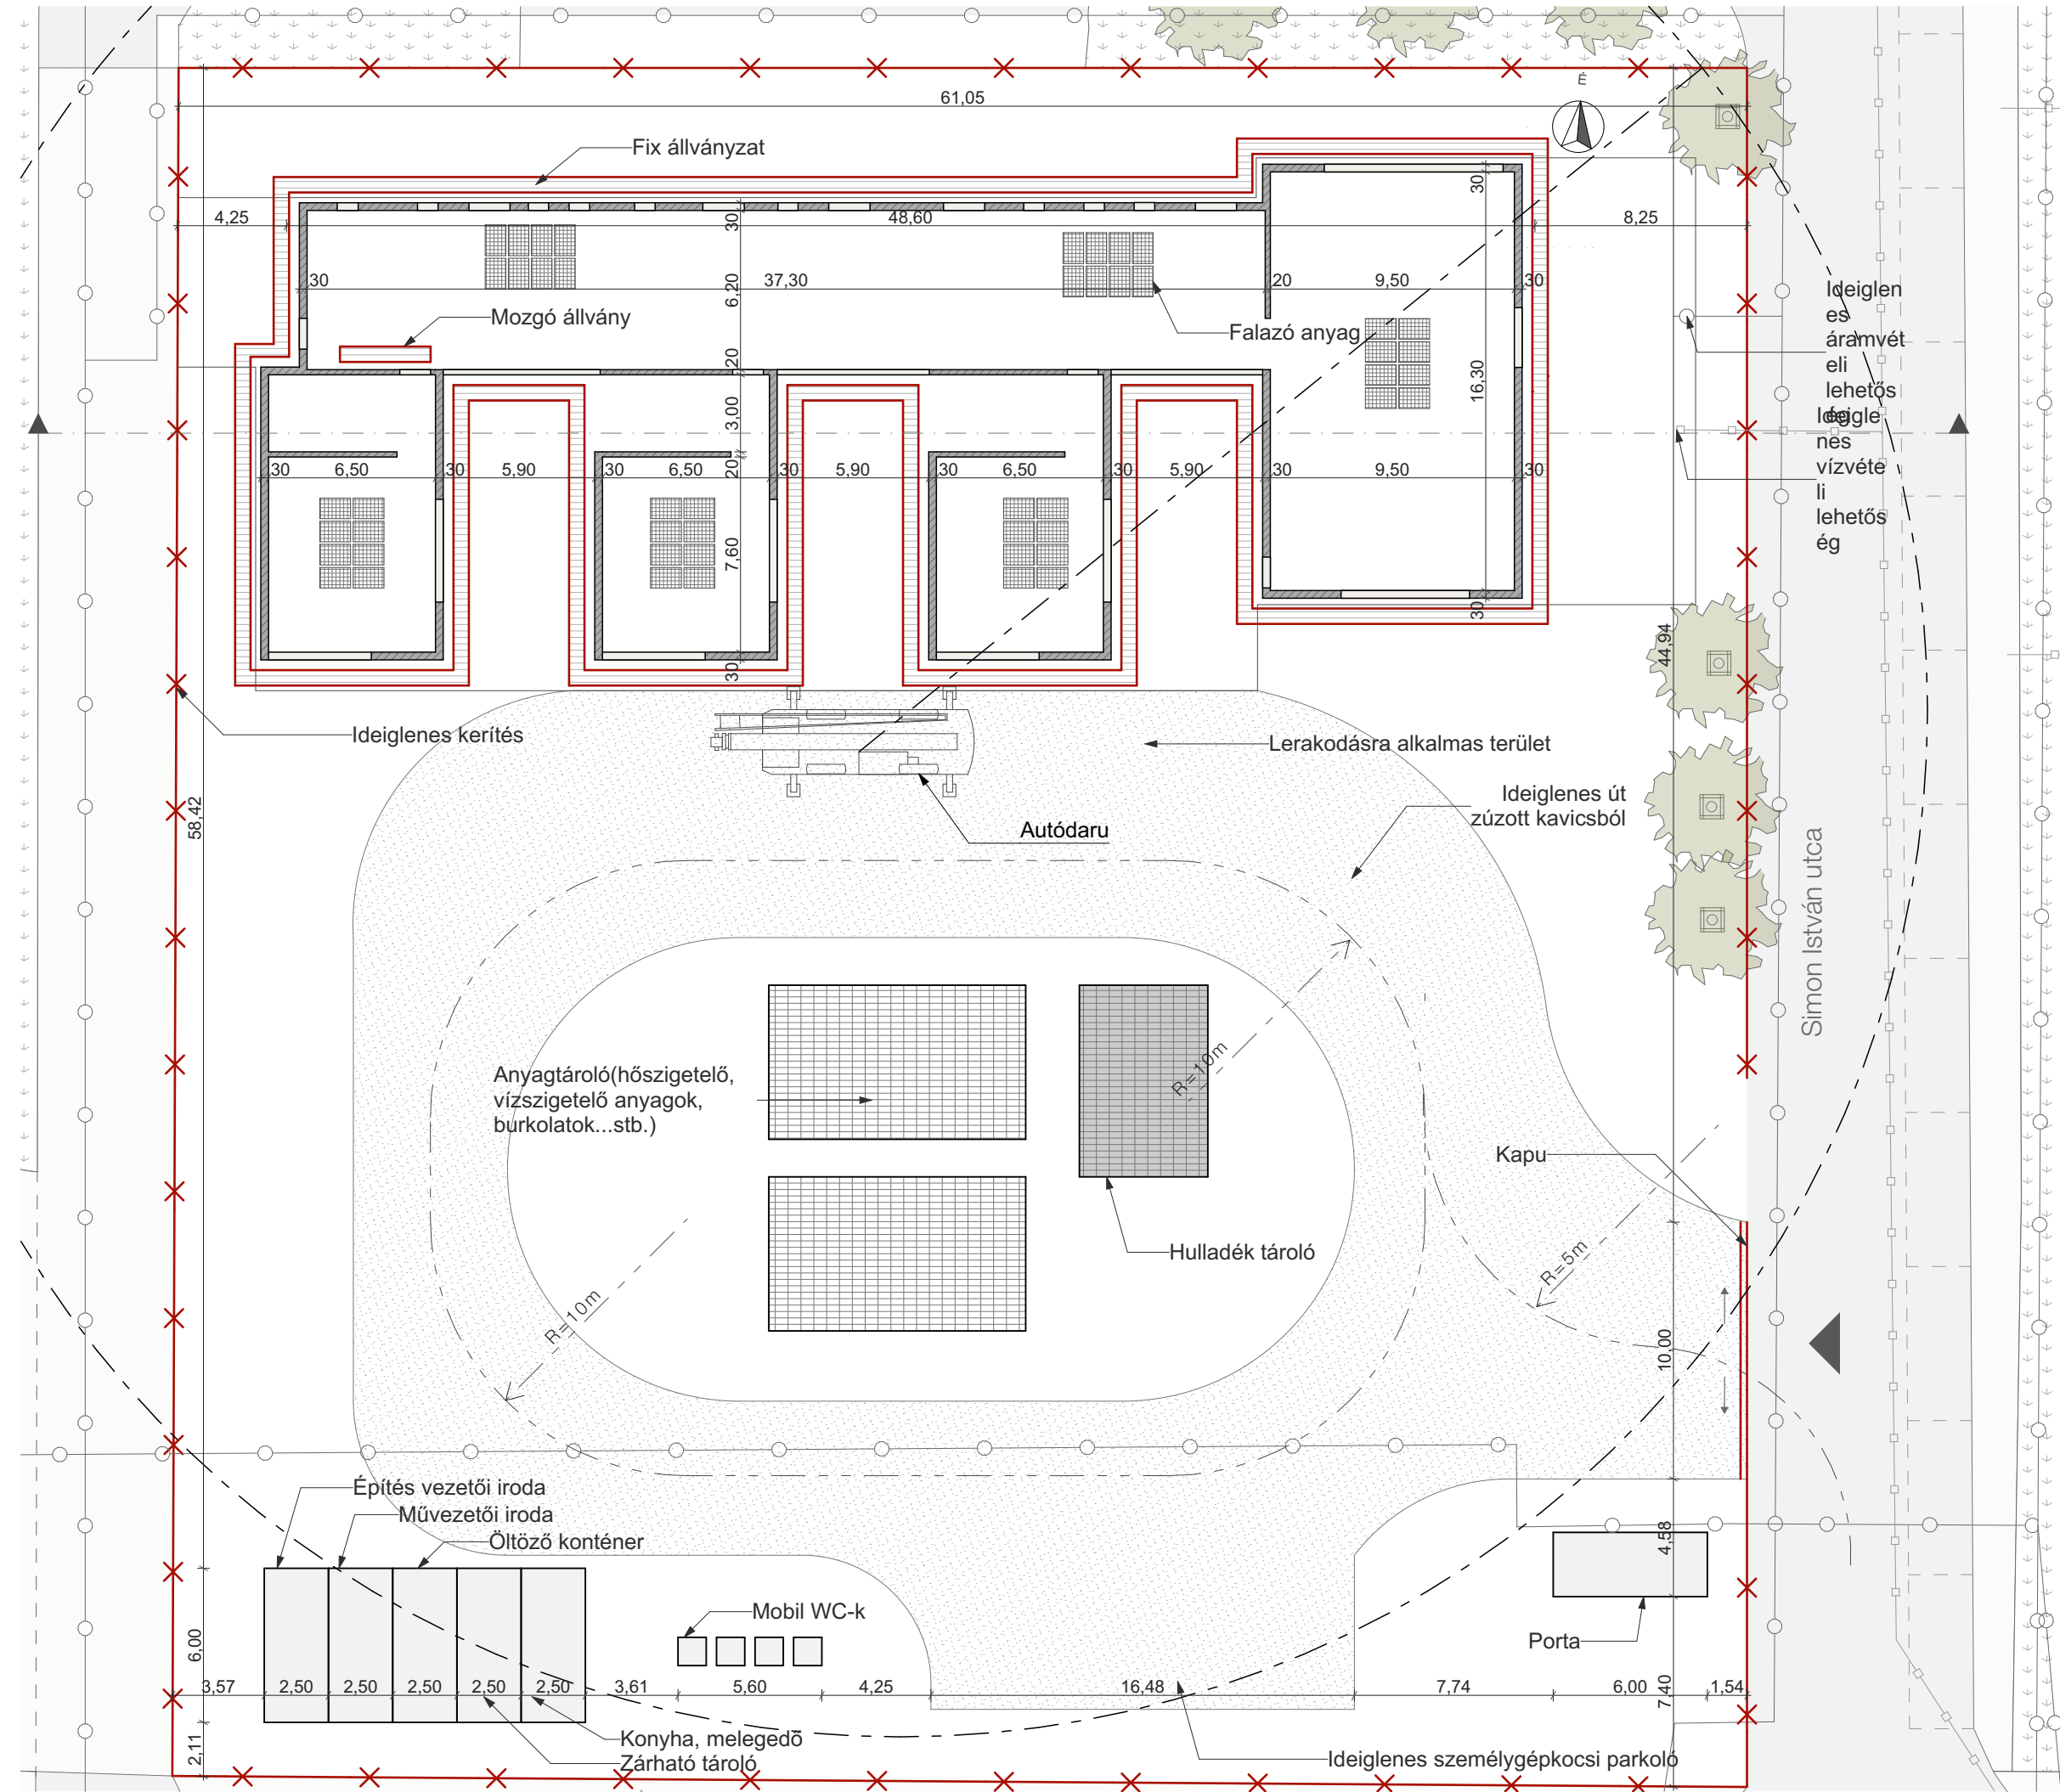 É
61,05
Fix állványzat
4,25
30
48,60
8,25
30
30
37,30
6,20
20
9,50
30
Mozgó állvány
Falazó anyag
Ideiglen
es
áramvét
eli
lehetős
ég
Ideigle
nes
vízvéte
li
lehetős
ég
20
3,00
16,30
30
6,50
30
5,90
30
6,50
20
30
5,90
30
6,50
30
5,90
30
9,50
30
7,60
30
30
44,94
Ideiglenes kerítés
Lerakodásra alkalmas terület
58,42
Autódaru
Ideiglenes út
zúzott kavicsból
Simon István utca
Anyagtároló(hőszigetelő,
vízszigetelő anyagok,
burkolatok...stb.)
R=10m
Kapu
Hulladék tároló
R=5m
R=10m
10,00
Építés vezetői iroda
Művezetői iroda
Öltöző konténer
4,58
Mobil WC-k
Porta
6,00
3,57
2,50
2,50
2,50
2,50
2,50
3,61
5,60
4,25
16,48
7,74
6,00
1,54
7,40
2,11
Konyha, melegedő
Zárható tároló
Ideiglenes személygépkocsi parkoló